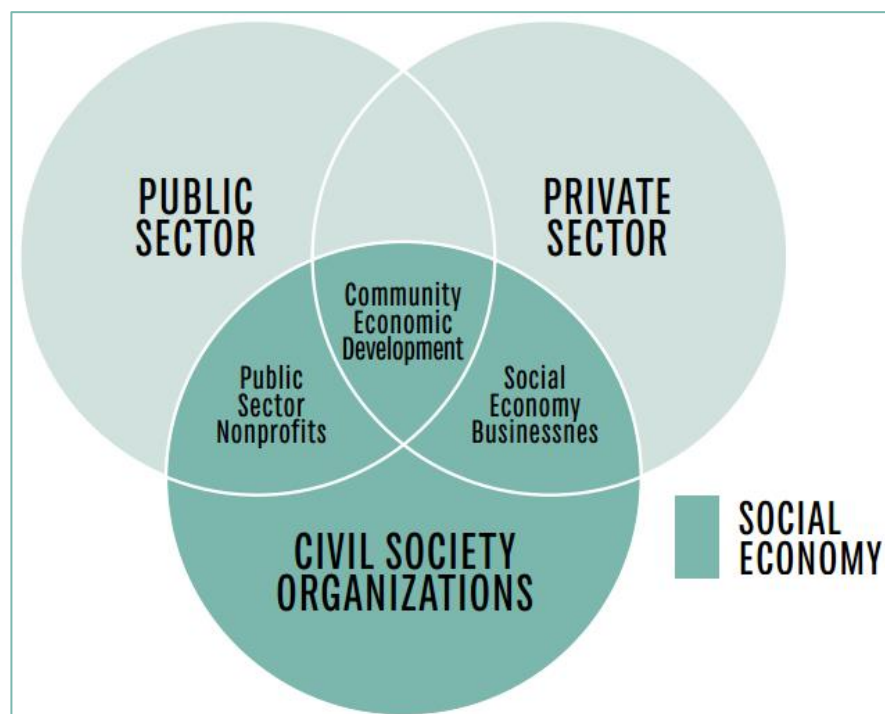 PUBLIC
SECTOR
PRIVATE
SECTOR
Community
Economic
Development
Public
Sector
Nonprofits
Social
Economy
Businessnes
CIVIL SOCIETY
ORGANIZATIONS
SOCIAL
ECONOMY